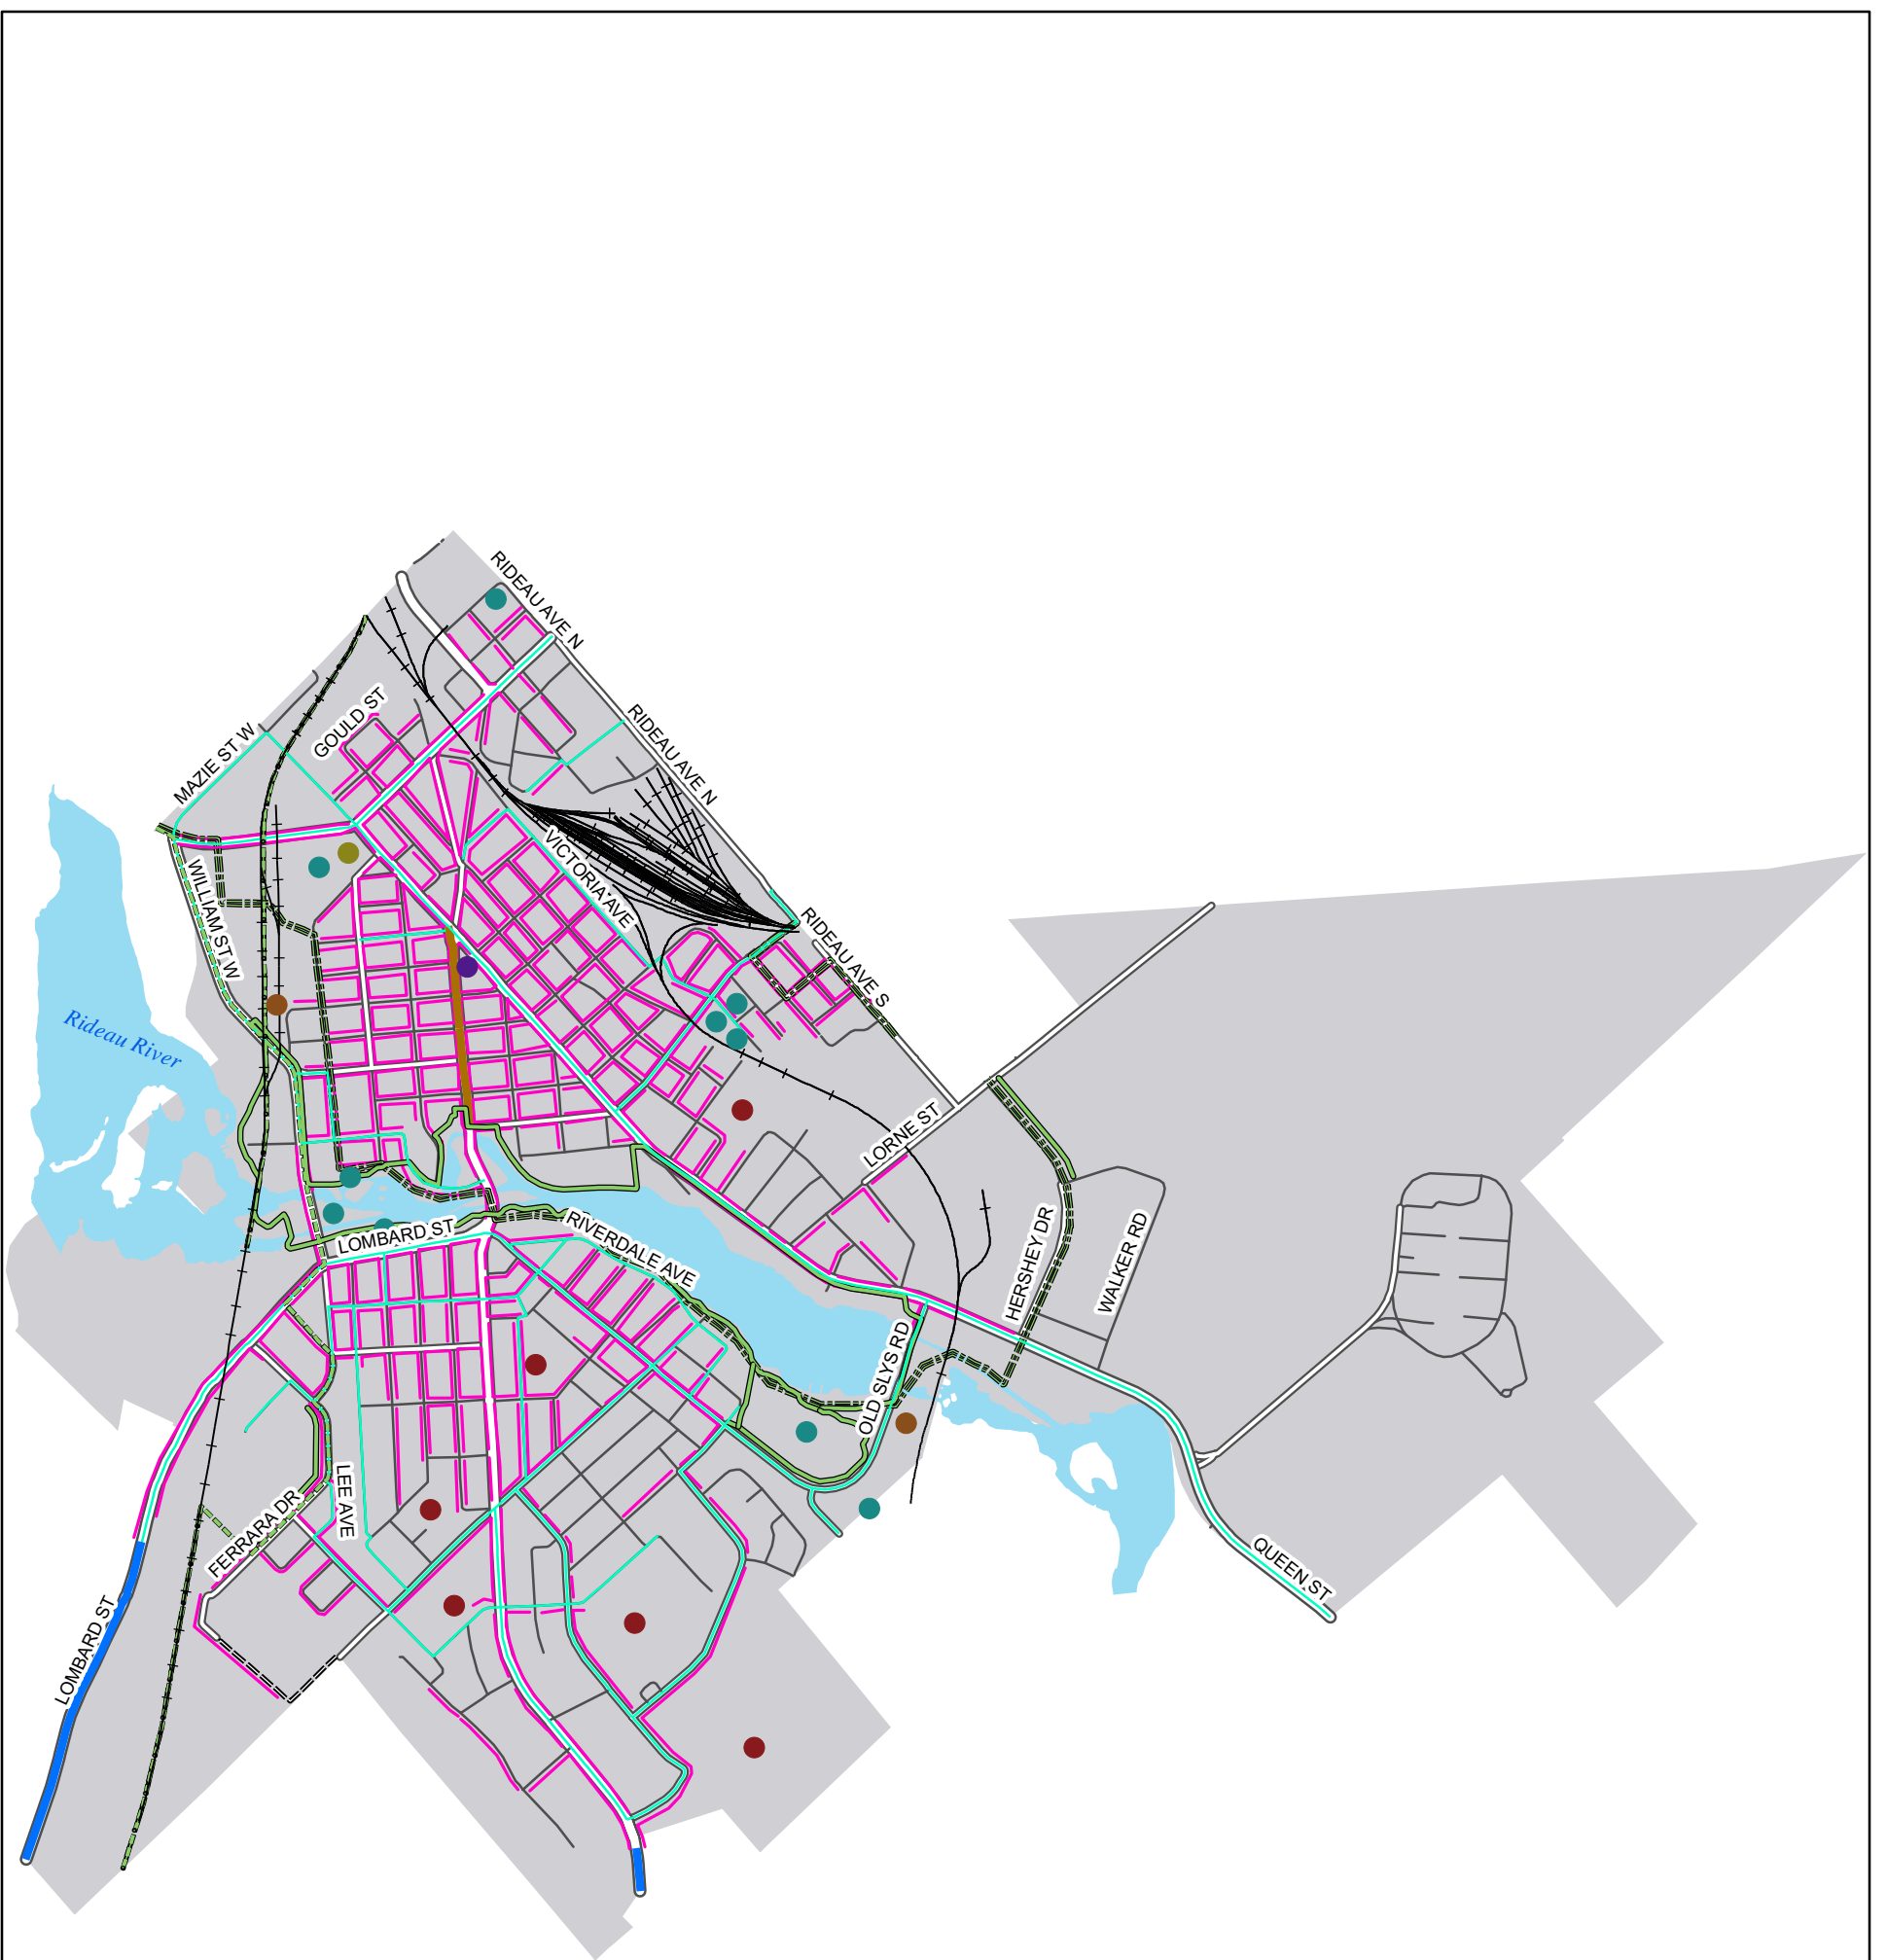 RIDEAU AVE N
GOULD ST
RIDEAU AVE N
MAZIE ST W
VICTORIA AVE
WILLIAM ST W
RIDEAU AVE S
Rideau River
LORNE ST
LOMBARD ST
RIVERDALE AVE
HERSHEY DR
WALKER RD
OLD SLYS RD
LEE AVE
FERRARA DR
QUEEN ST
LOMBARD ST